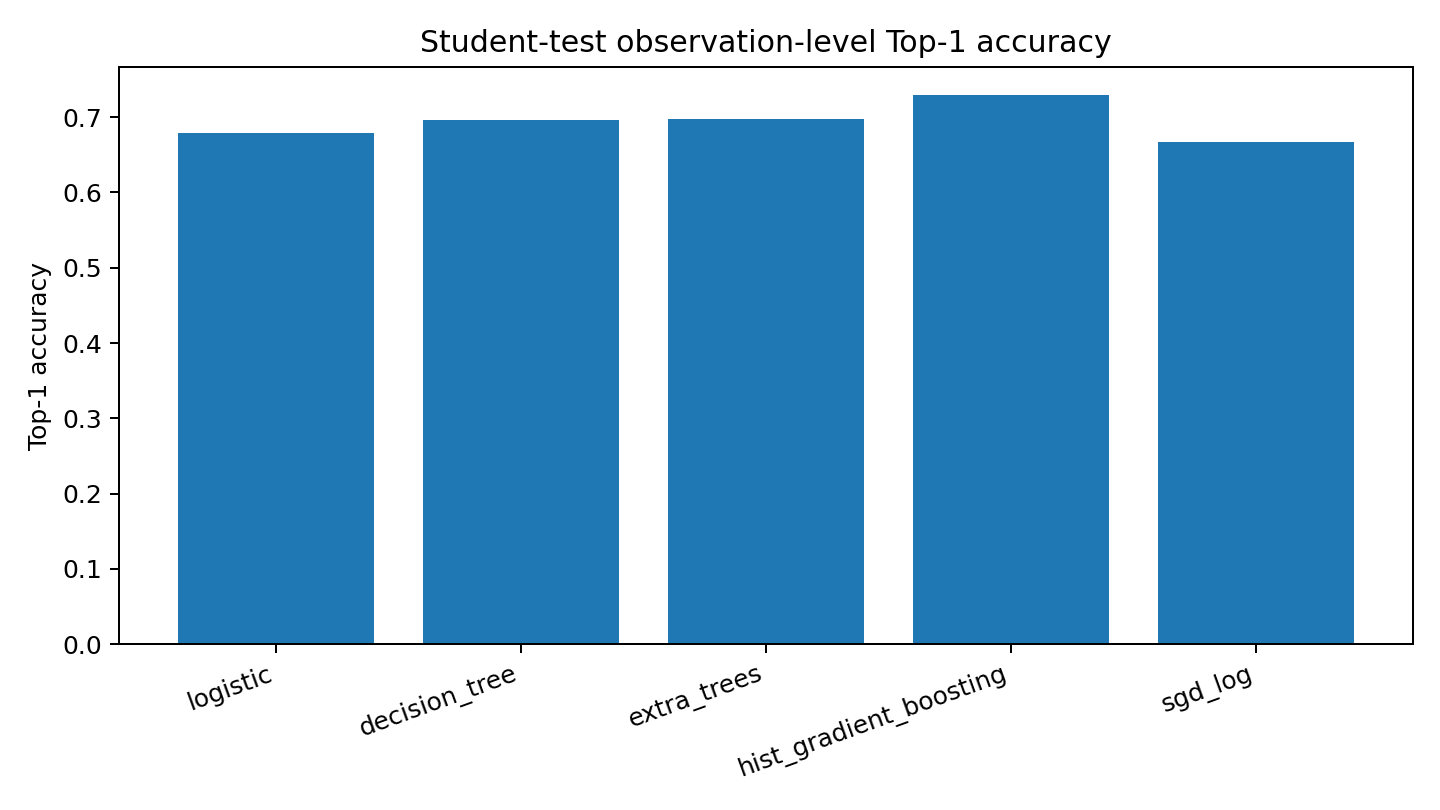 Student-test observation-level Top-1 accuracy
Top-1 accuracy
0.7
0.6
0.5
0.4
0.3
0.2
0.1
0.0
logistic
decision_tree
extra_trees
hist_gradient_boosting
sgd_log